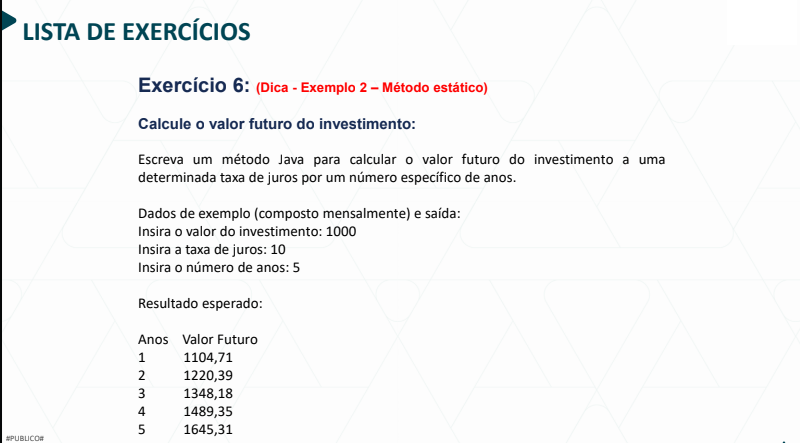 LISTA DE EXERCÍCIOS
Exercício 6: (Dica - Exemplo 2 – Método estático)
Calcule o valor futuro do investimento:
Escreva um método Java para calcular o valor futuro do investimento a uma
determinada taxa de juros por um número específico de anos.
Dados de exemplo (composto mensalmente) e saída:
Insira o valor do investimento: 1000
Insira a taxa de juros: 10
Insira o número de anos: 5
Resultado esperado:
Anos Valor Futuro
1 1104,71
2 1220,39
3 1348,18
4 1489,35
5 1645,31
#PUBLICO#